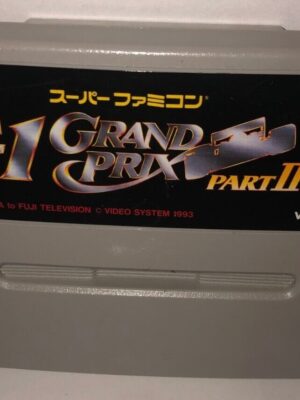 スーパーファミコン®
-1 GRAND
PRIX
PART II
A to FUJI TELEVISION © VIDEO SYSTEM 1993
V